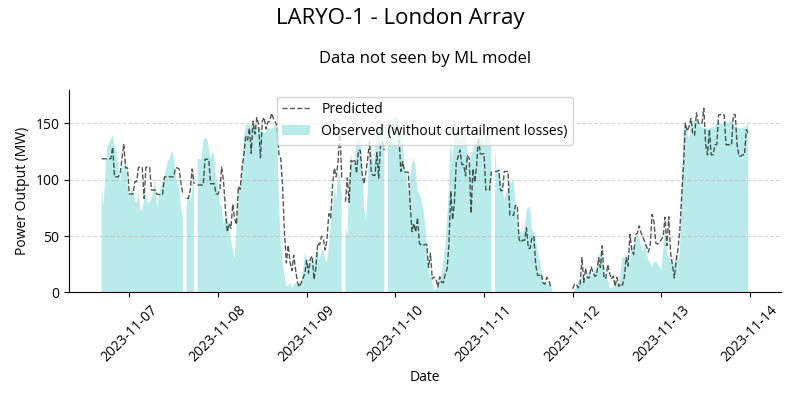 LARYO-1 - London Array
Data not seen by ML model
Predicted
Observed (without curtailment losses)
Power Output (MW)
150
100
50
0
2023-11-07
2023-11-08
2023-11-09
2023-11-10
2023-11-11
2023-11-12
2023-11-13
2023-11-14
Date